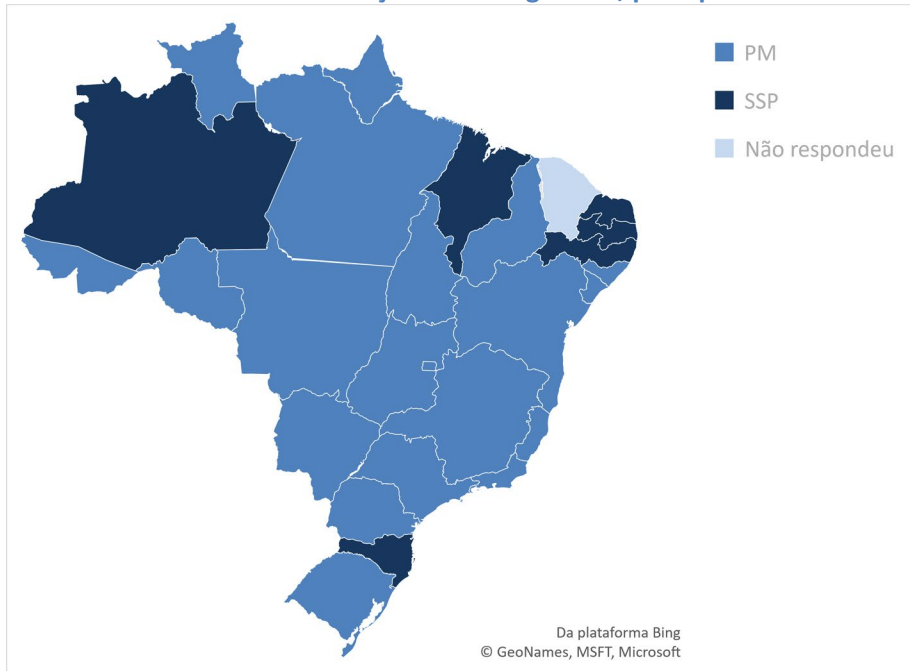 PM
SSP
Não respondeu
Da plataforma Bing
© GeoNames, MSFT, Microsoft